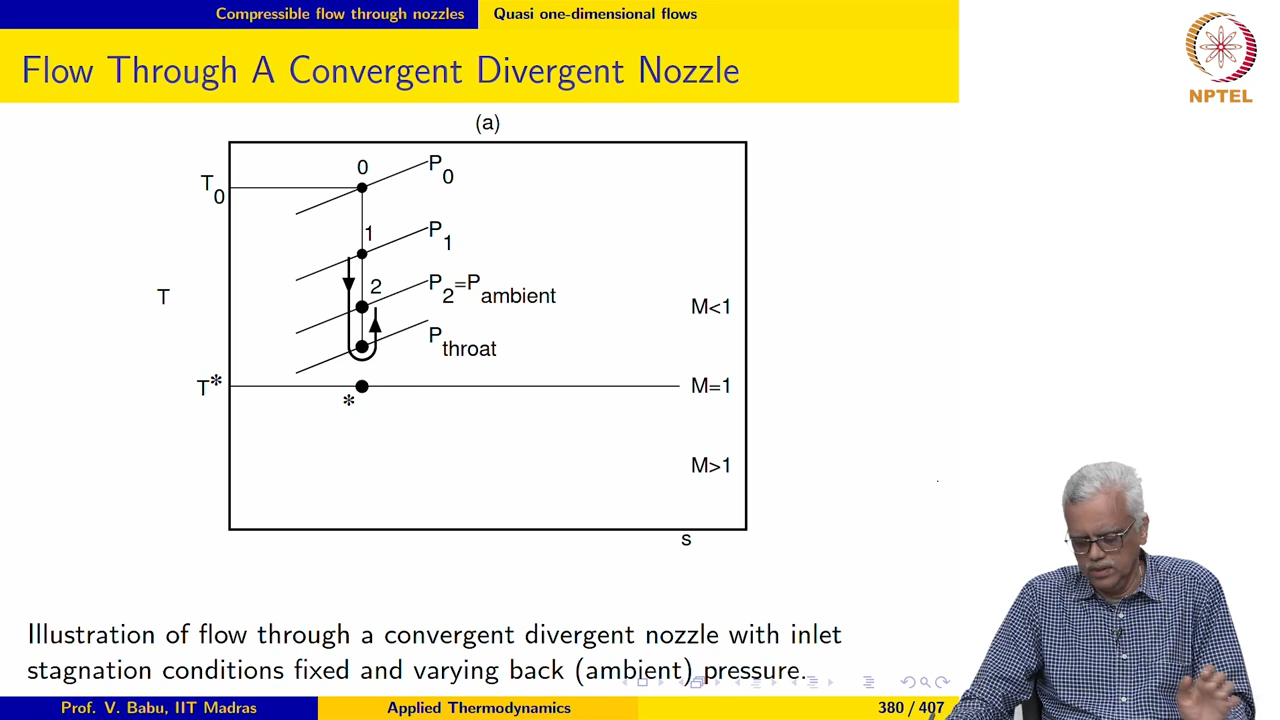 Compressible flow through nozzles Quasi one-dimensional flows
Flow Through A Convergent Divergent Nozzle
NPTEL
(a)
0
P0
T0
1
P1
2
P2=Pambient
T
M<1
Pthroat
T*
M=1
*
M>1
s
Illustration of flow through a convergent divergent nozzle with inlet
stagnation conditions fixed and varying back (ambient) pressure.
Prof. V. Babu, IIT Madras Applied Thermodynamics 380 / 407